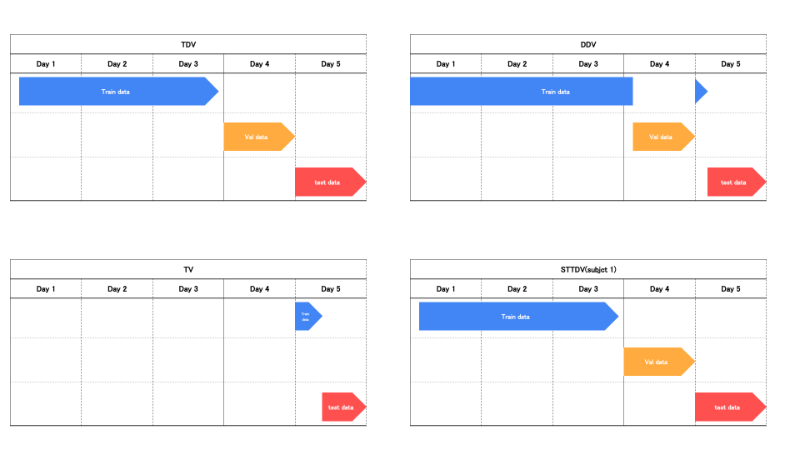 TDV
Day 1 Day 2 Day 3 Day 4 Day 5
Train data
Val data
test data
DDV
Day 1 Day 2 Day 3 Day 4 Day 5
Train data
Val data
test data
TV
Day 1 Day 2 Day 3 Day 4 Day 5
Train
data
test data
STTDV(subjct 1)
Day 1 Day 2 Day 3 Day 4 Day 5
Train data
Val data
test data